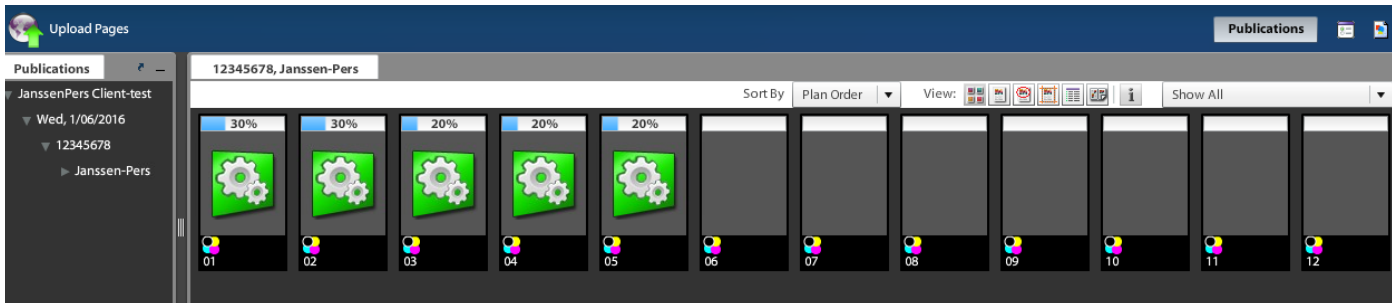 Upload Pages
Publications
Publications
12345678, Janssen-Pers
JanssenPers Client-test
Sort By
Plan Order
View:
Show All
Wed, 1/06/2016
12345678
Janssen-Pers
30%
30%
20%
20%
20%
01
02
03
04
05
06
07
08
09
10
11
12